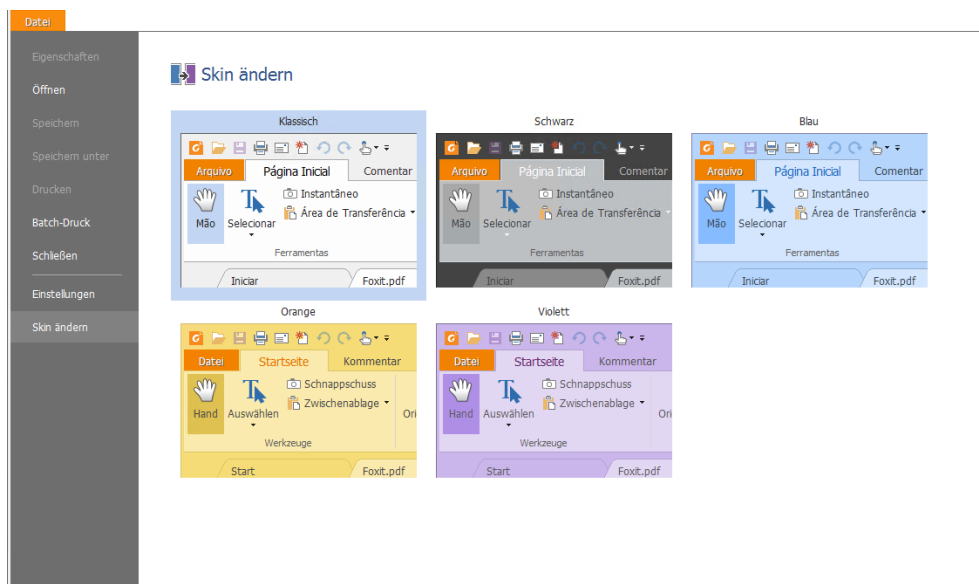 Datei
Eigenschaften
Öffnen
Speichern
Speichern unter
Drucken
Batch-Druck
Schließen
Einstellungen
Skin ändern
Skin ändern
Klassisch
Arquivo Página Inicial Comentar
Mão
Selecionar
Instantâneo
Área de Transferência
Ferramentas
Iniciar Foxit.pdf
Schwarz
Arquivo Página Inicial Comentar
Mão
Selecionar
Instantâneo
Área de Transferência
Ferramentas
Iniciar Foxit.pdf
Blau
Arquivo Página Inicial Comentar
Mão
Selecionar
Instantâneo
Área de Transferência
Ferramentas
Iniciar Foxit.pdf
Orange
Datei Startseite Kommentar
Hand
Auswählen
Schnappschuss
Zwischenablage
Ori
Werkzeuge
Start Foxit.pdf
Violett
Datei Startseite Kommentar
Hand
Auswählen
Schnappschuss
Zwischenablage
Ori
Werkzeuge
Start Foxit.pdf